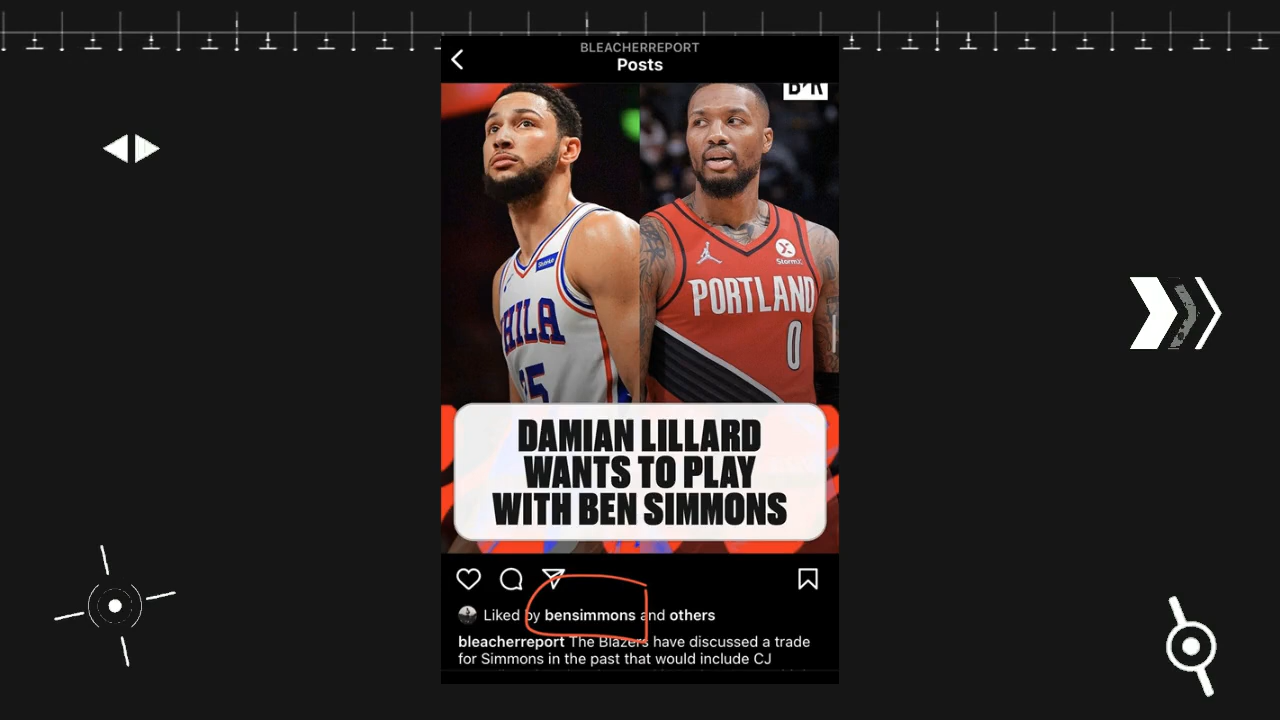 BLEACHERREPORT
Posts
B/R
StormX
PHILA
PORTLAND
25
0
DAMIAN LILLARD
WANTS TO PLAY
WITH BEN SIMMONS
Liked by bensimmons and others
bleacherreport The Blazers have discussed a trade
for Simmons in the past that would include CJ